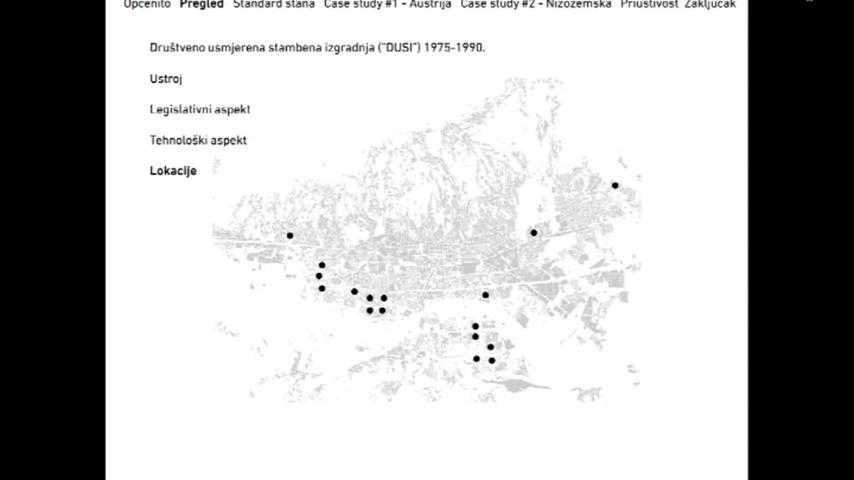 Općenito Pregled Standard stana Case study #1 - Austrija Case study #2 - Nizozemska Priuštivost Zaključak
Društveno usmjerena stambena izgradnja ("DUSI") 1975-1990.
Ustroj
Legislativni aspekt
Tehnološki aspekt
Lokacije